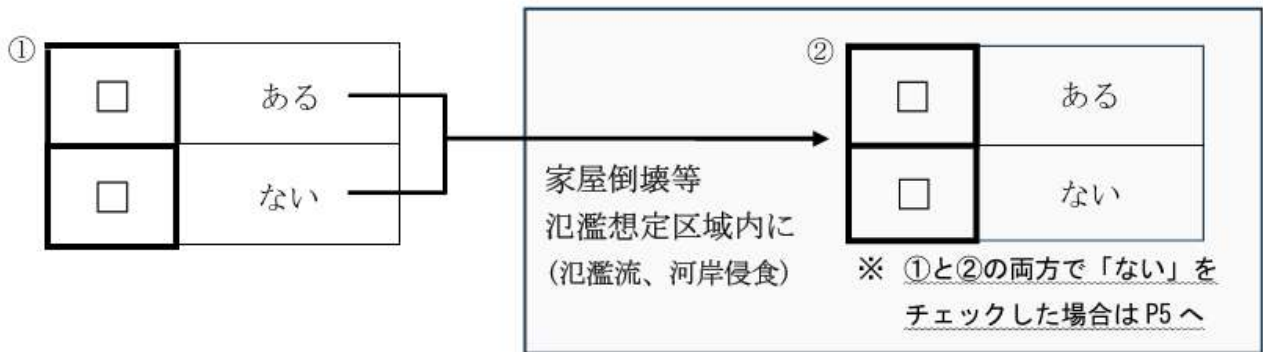 ①
□ ある
□ ない
家屋倒壊等
氾濫想定区域内に
(氾濫流、河岸侵食)
②
□ ある
□ ない
※ ①と②の両方で「ない」を
チェックした場合は P5 へ